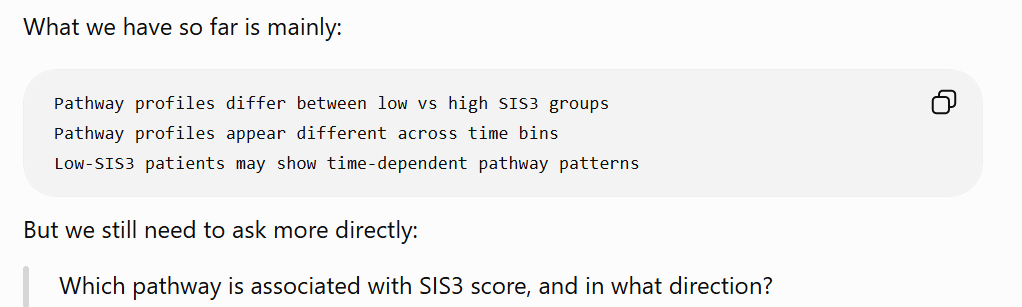 What we have so far is mainly:
Pathway profiles differ between low vs high SIS3 groups
Pathway profiles appear different across time bins
Low-SIS3 patients may show time-dependent pathway patterns
But we still need to ask more directly:
Which pathway is associated with SIS3 score, and in what direction?